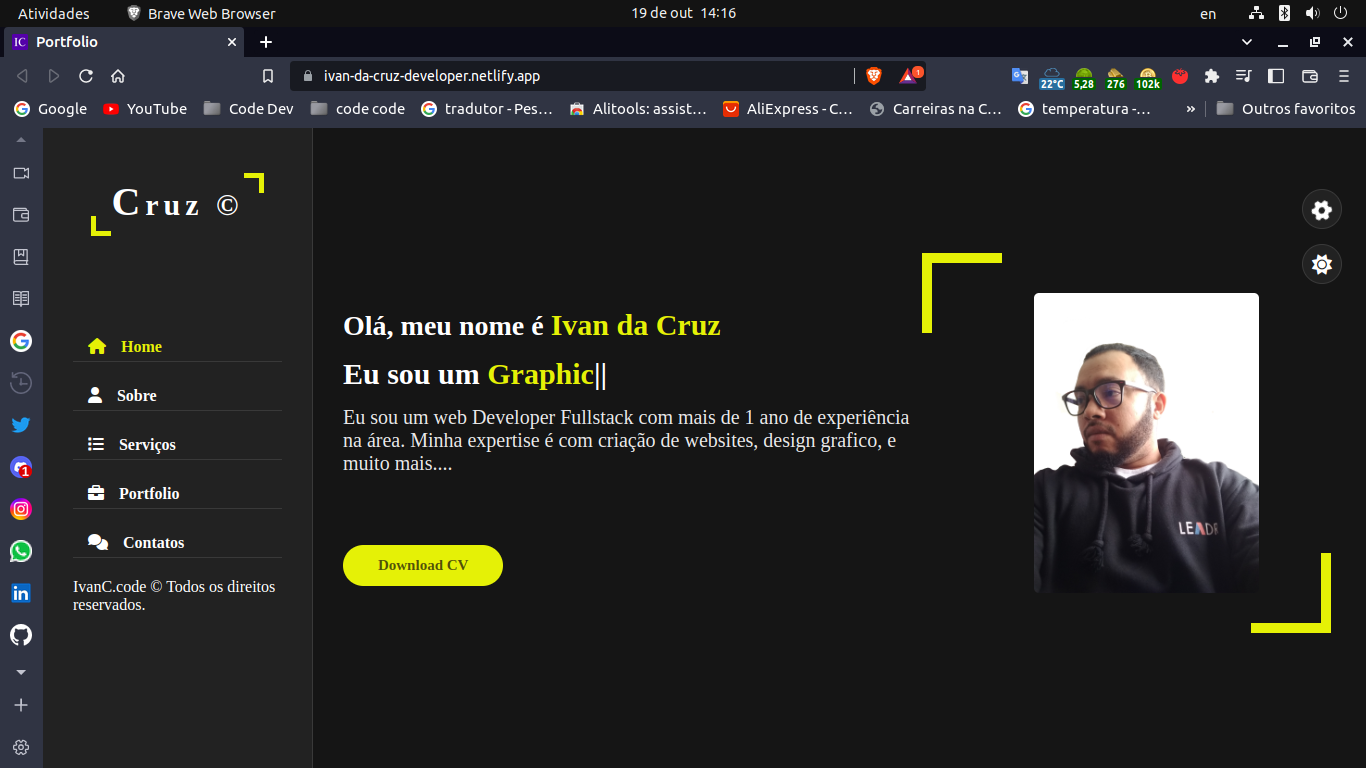 Atividades
Brave Web Browser
19 de out 14:16
en
IC
Portfolio
ivan-da-cruz-developer.netlify.app
1
22°C
5,28
276
102k
Google
YouTube
Code Dev
code code
tradutor - Pes…
Alitools: assist…
AliExpress - C…
Carreiras na C…
temperatura -…
»
Outros favoritos
Cruz ©
Home
Sobre
Serviços
Portfolio
Contatos
IvanC.code © Todos os direitos
reservados.
1
Olá, meu nome é Ivan da Cruz
Eu sou um Graphic||
Eu sou um web Developer Fullstack com mais de 1 ano de experiência
na área. Minha expertise é com criação de websites, design grafico, e
muito mais....
Download CV